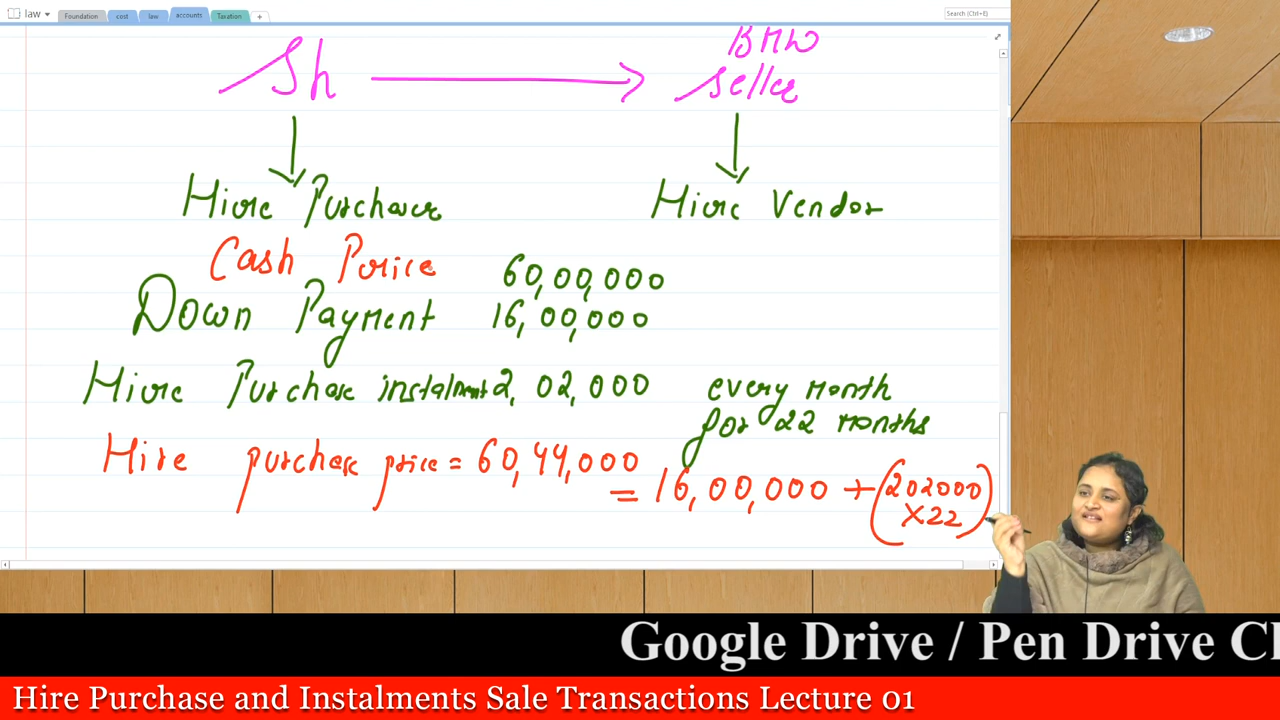 law
Foundation cost law accounts Taxation +
Search (Ctrl+E)
Sh
BMW
seller
Hire Purchaser
Hire Vendor
Cash Price 60,00,000
Down Payment 16,00,000
Hire Purchase instalment 2,02,000 every month
for 22 months
Hire purchase price = 60,44,000
= 16,00,000 + (202000
×22)
Google Drive / Pen Drive Cl
Hire Purchase and Instalments Sale Transactions Lecture 01